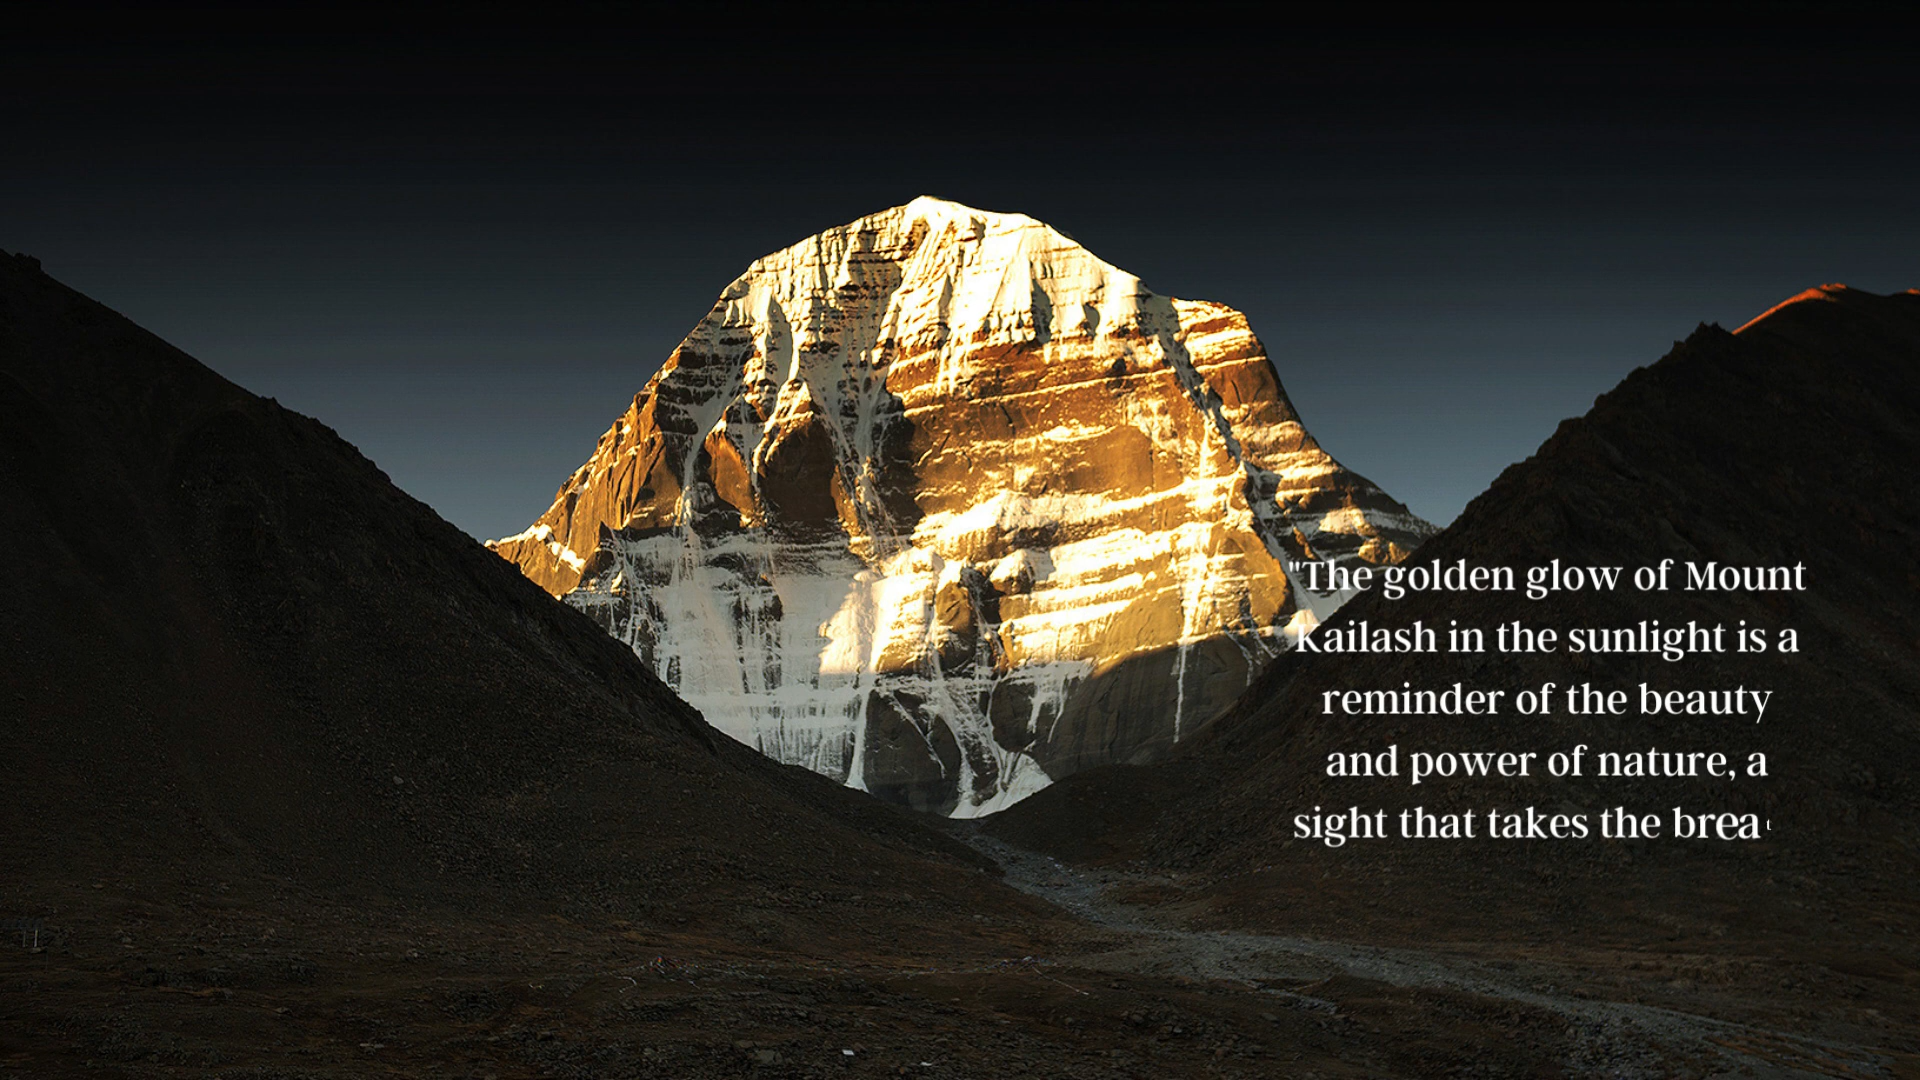 "The golden glow of Mount
Kailash in the sunlight is a
reminder of the beauty
and power of nature, a
sight that takes the breat